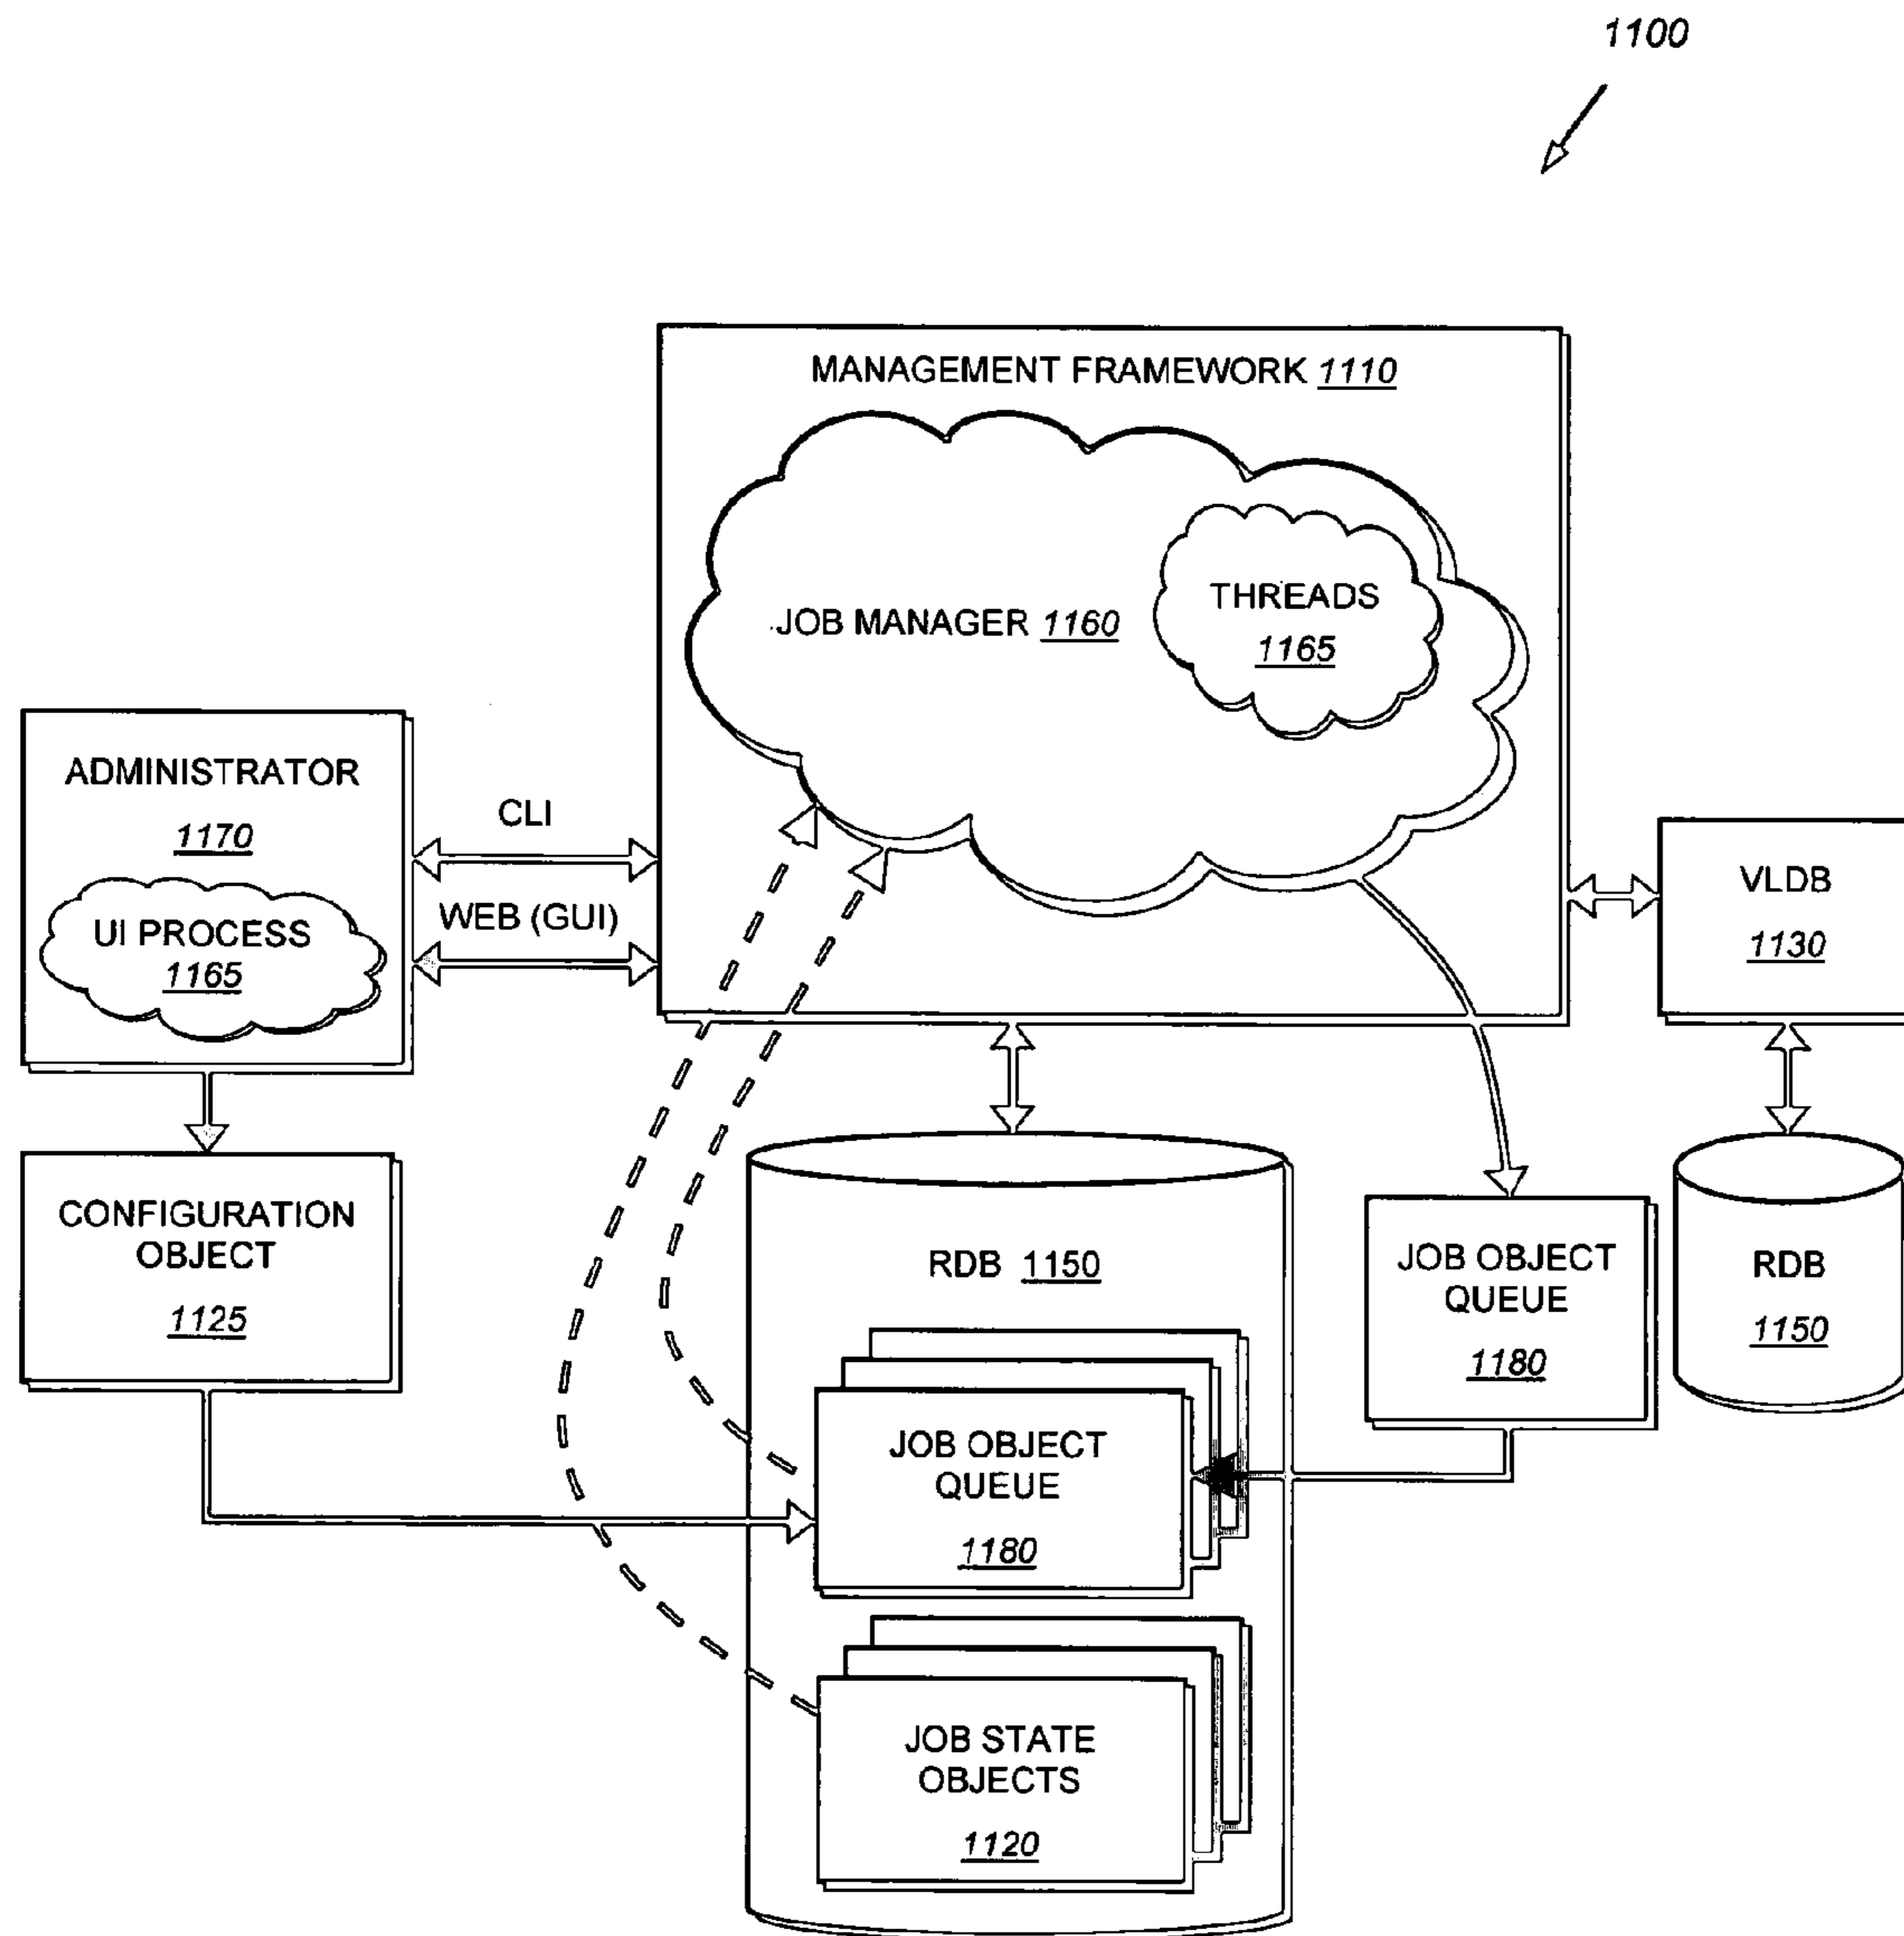 1100
MANAGEMENT FRAMEWORK 1110
JOB MANAGER 1160
THREADS
1165
ADMINISTRATOR
1170
UI PROCESS
1165
CLI
WEB (GUI)
VLDB
1130
CONFIGURATION
OBJECT
1125
RDB 1150
JOB OBJECT
QUEUE
1180
RDB
1150
JOB OBJECT
QUEUE
1180
JOB STATE
OBJECTS
1120